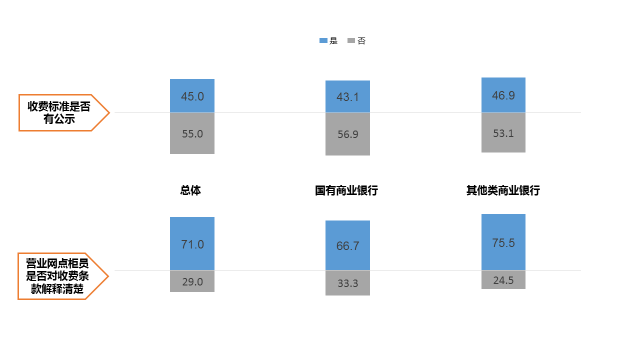 是 否
收费标准是否
有公示
45.0 43.1 46.9
55.0 56.9 53.1
总体 国有商业银行 其他类商业银行
营业网点柜员
是否对收费条
款解释清楚
71.0 66.7 75.5
29.0 33.3 24.5